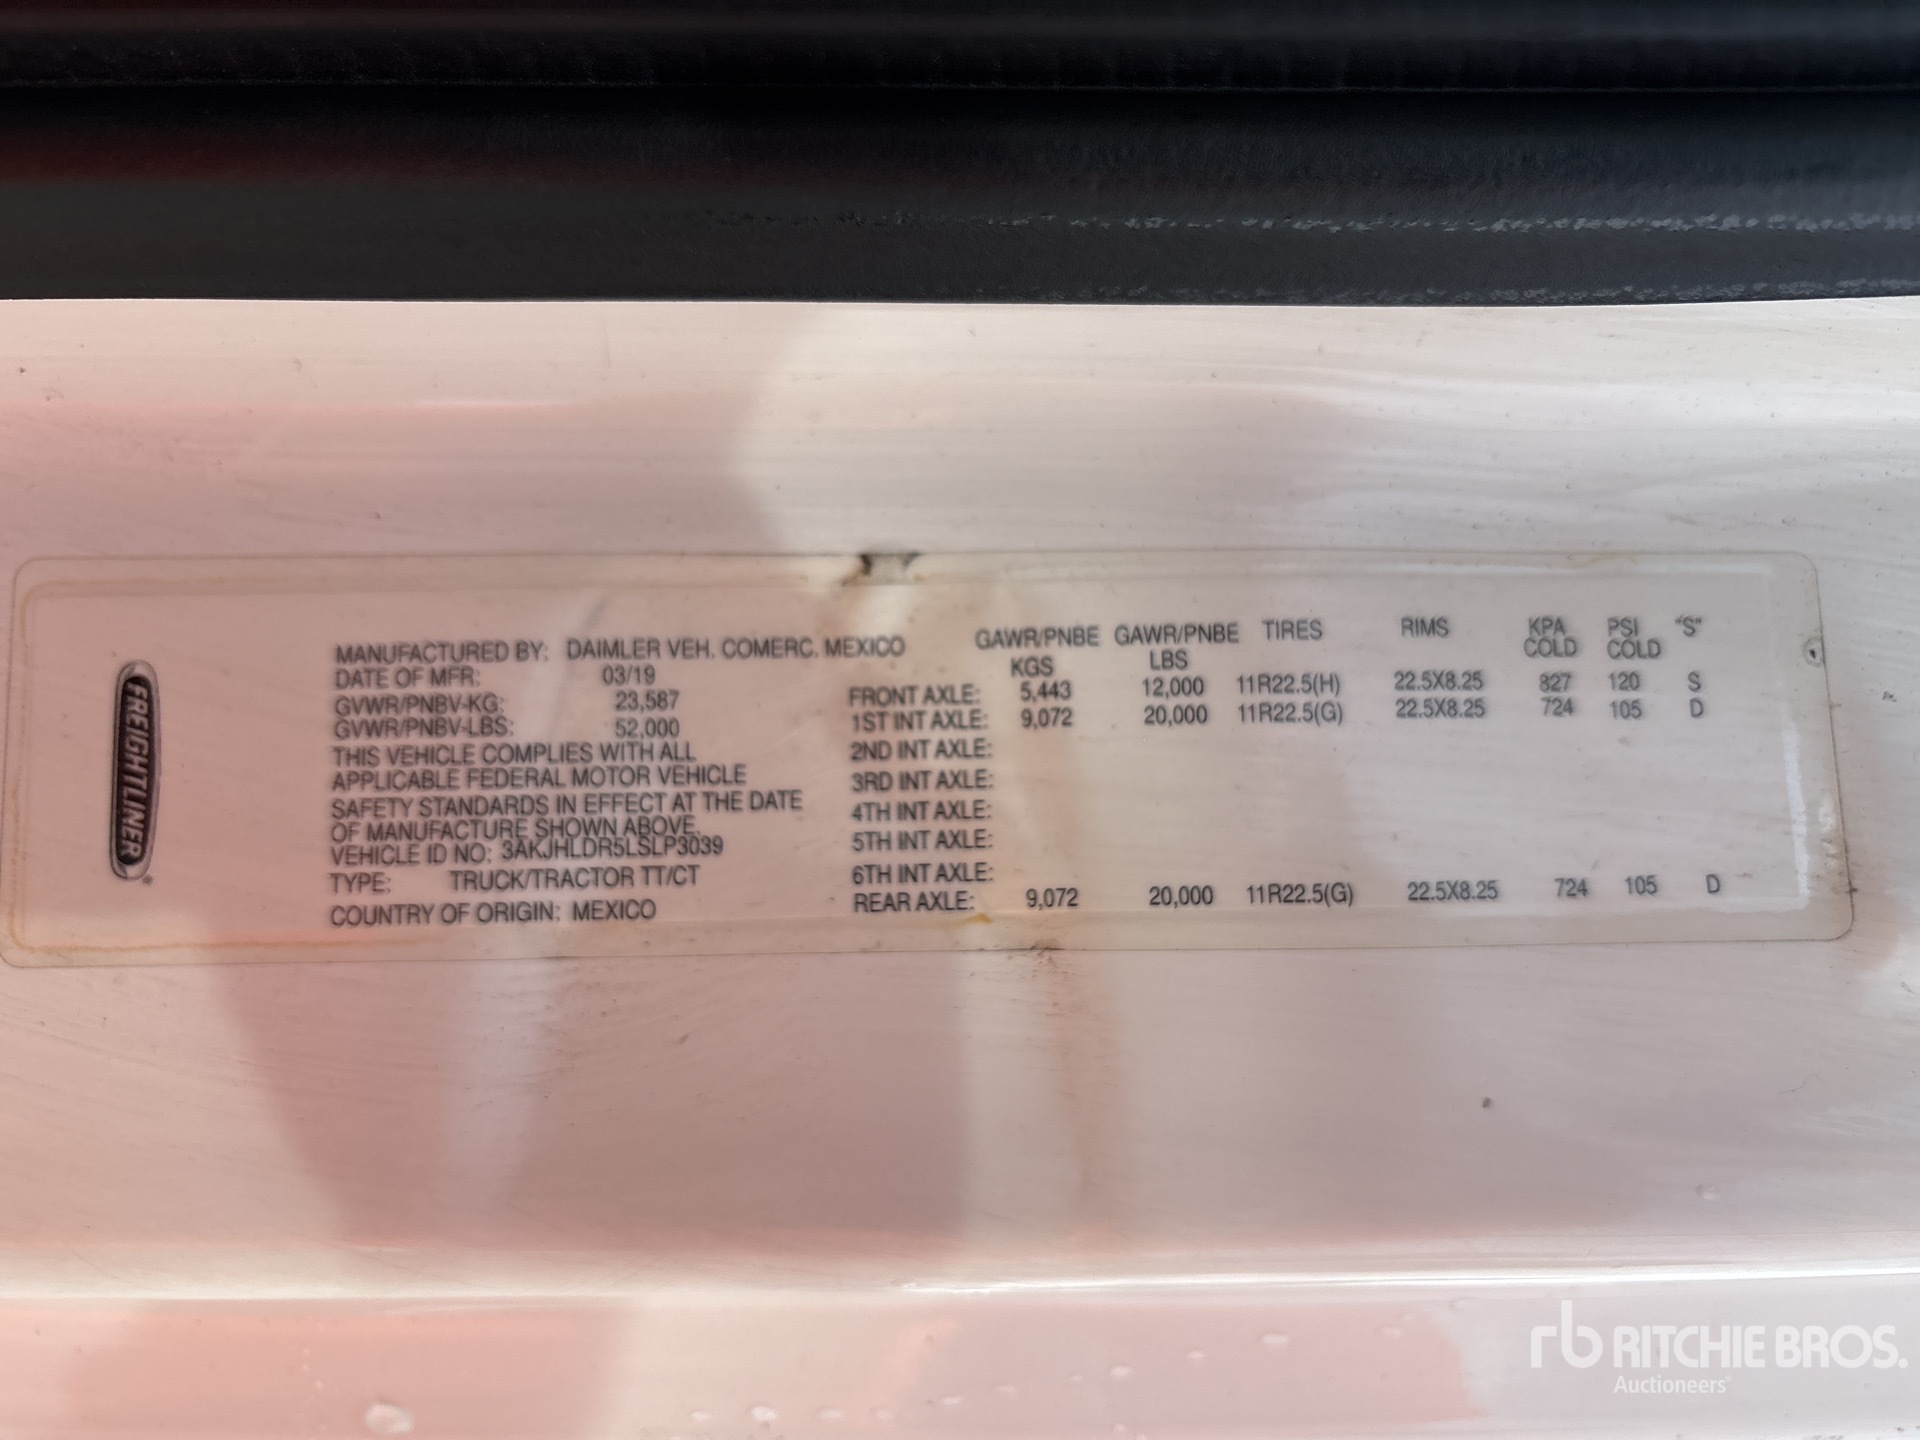 FREIGHTLINER®
MANUFACTURED BY: DAIMLER VEH. COMERC. MEXICO
DATE OF MFR: 03/19
GVWR/PNBV-KG: 23,587
GVWR/PNBV-LBS: 52,000
THIS VEHICLE COMPLIES WITH ALL
APPLICABLE FEDERAL MOTOR VEHICLE
SAFETY STANDARDS IN EFFECT AT THE DATE
OF MANUFACTURE SHOWN ABOVE.
VEHICLE ID NO: 3AKJHLDR5LSLP3039
TYPE: TRUCK/TRACTOR TT/CT
COUNTRY OF ORIGIN: MEXICO
GAWR/PNBE GAWR/PNBE TIRES RIMS KPA PSI "S"
KGS LBS COLD COLD
FRONT AXLE: 5,443 12,000 11R22.5(H) 22.5X8.25 827 120 S
1ST INT AXLE: 9,072 20,000 11R22.5(G) 22.5X8.25 724 105 D
2ND INT AXLE:
3RD INT AXLE:
4TH INT AXLE:
5TH INT AXLE:
6TH INT AXLE:
REAR AXLE: 9,072 20,000 11R22.5(G) 22.5X8.25 724 105 D
rb RITCHIE BROS.
Auctioneers